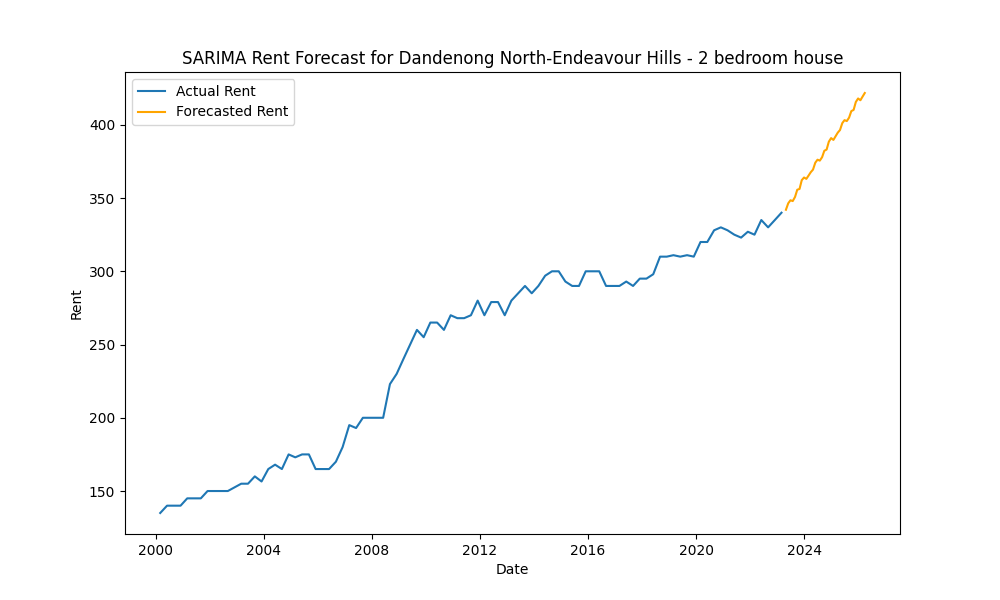 SARIMA Rent Forecast for Dandenong North-Endeavour Hills - 2 bedroom house
Actual Rent
Forecasted Rent
400
350
300
250
200
150
Rent
2000 2004 2008 2012 2016 2020 2024
Date